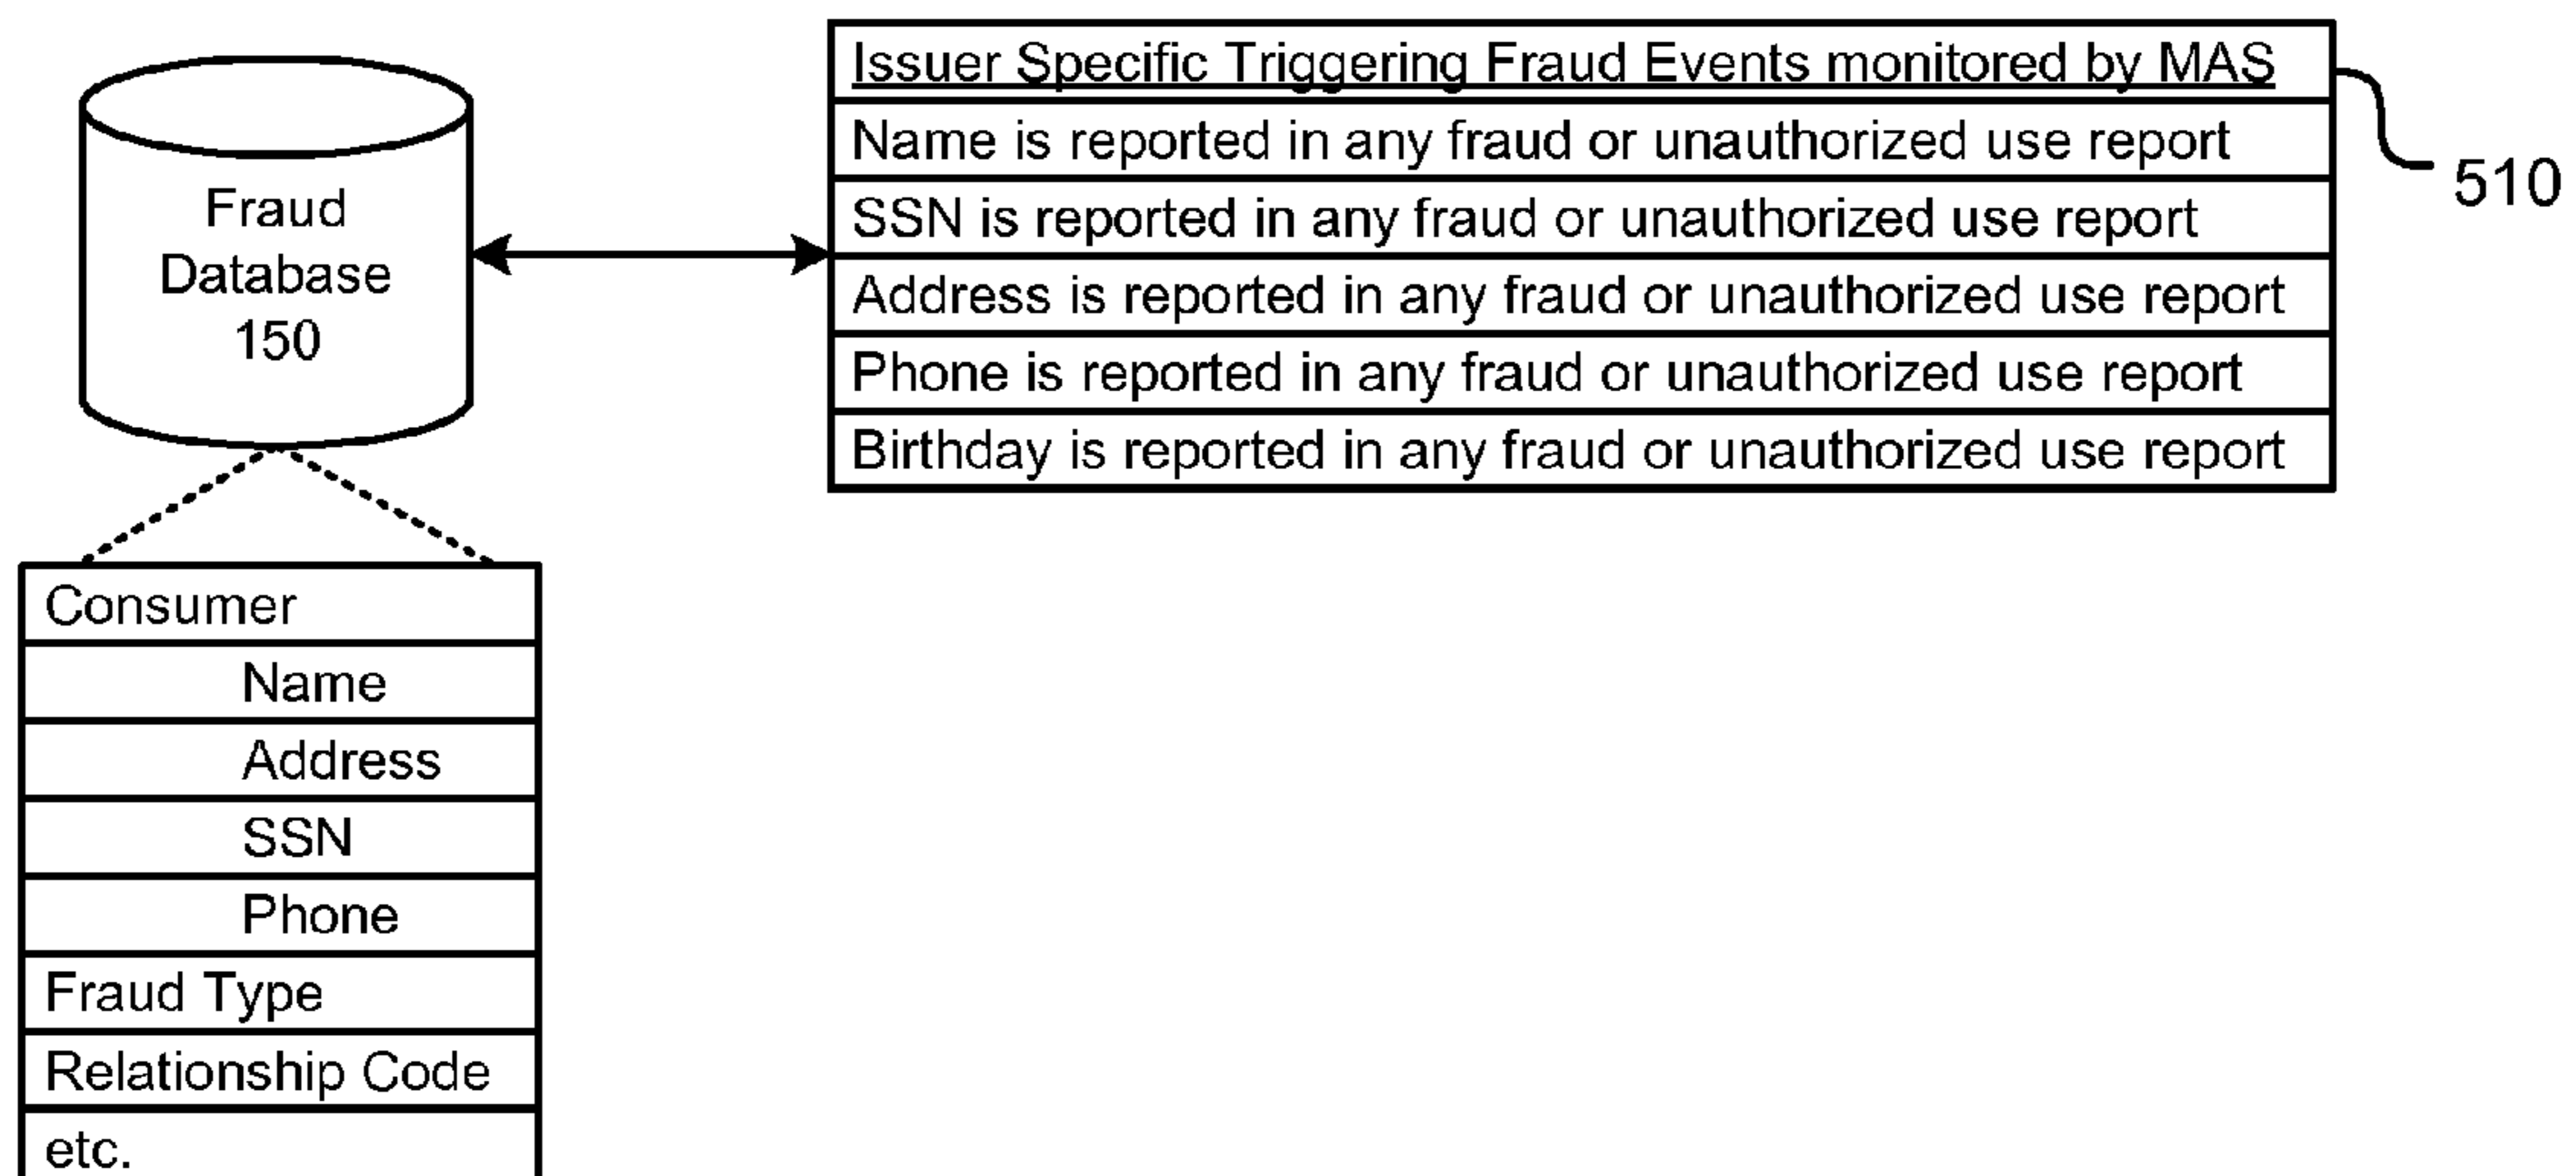 Fraud
Database
150
Issuer Specific Triggering Fraud Events monitored by MAS
Name is reported in any fraud or unauthorized use report
SSN is reported in any fraud or unauthorized use report
Address is reported in any fraud or unauthorized use report
Phone is reported in any fraud or unauthorized use report
Birthday is reported in any fraud or unauthorized use report
510
Consumer
Name
Address
SSN
Phone
Fraud Type
Relationship Code
etc.